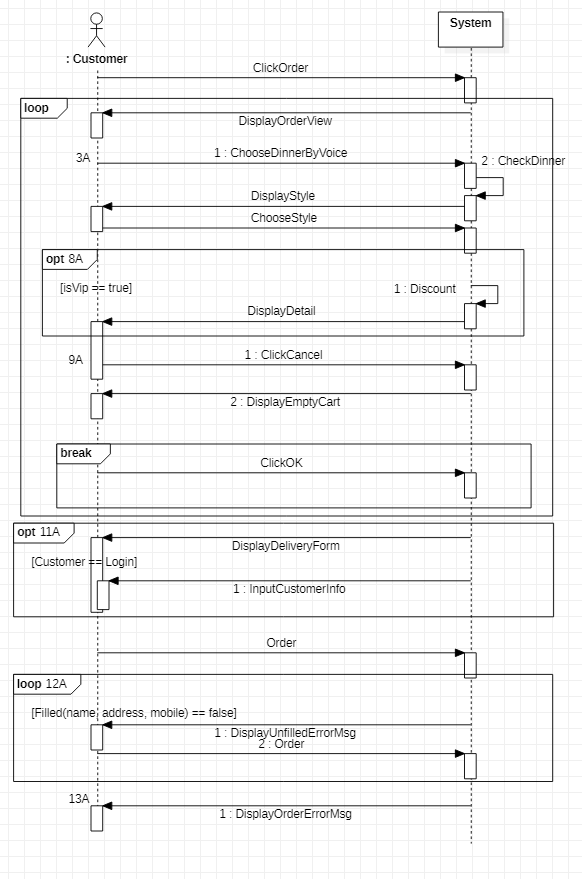 System
: Customer
ClickOrder
loop
DisplayOrderView
3A
1 : ChooseDinnerByVoice
2 : CheckDinner
DisplayStyle
ChooseStyle
opt 8A
[isVip == true]
1 : Discount
DisplayDetail
9A
1 : ClickCancel
2 : DisplayEmptyCart
break
ClickOK
opt 11A
DisplayDeliveryForm
[Customer == Login]
1 : InputCustomerInfo
Order
loop 12A
[Filled(name, address, mobile) == false]
1 : DisplayUnfilledErrorMsg
2 : Order
13A
1 : DisplayOrderErrorMsg